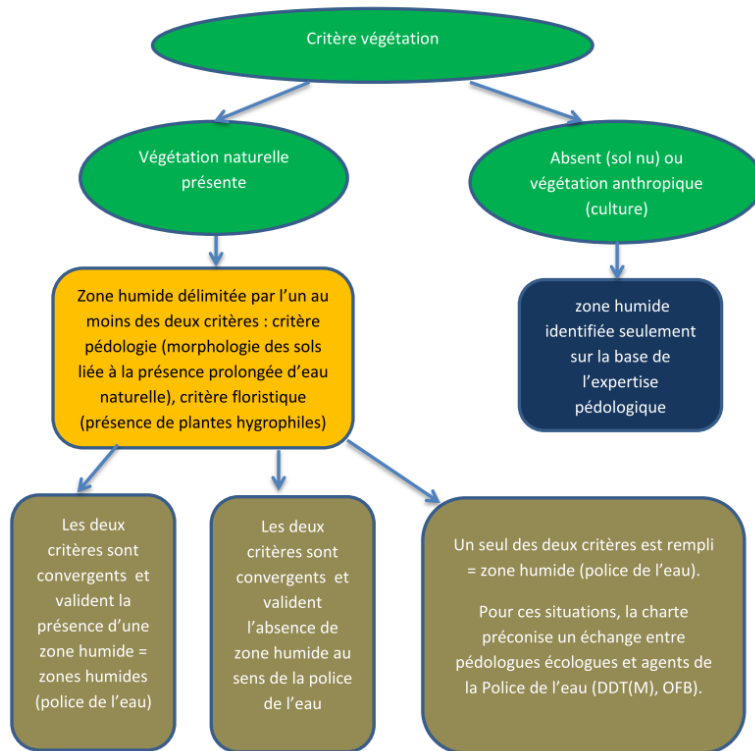 Critère végétation
Végétation naturelle
présente
Absent (sol nu) ou
végétation anthropique
(culture)
Zone humide délimitée par l’un au
moins des deux critères : critère
pédologie (morphologie des sols
liée à la présence prolongée d’eau
naturelle), critère floristique
(présence de plantes hygrophiles)
zone humide
identifiée seulement
sur la base de
l’expertise
pédologique
Les deux
critères sont
convergents et
valident la
présence d’une
zone humide =
zones humides
(police de l’eau)
Les deux
critères sont
convergents et
valident
l’absence de
zone humide au
sens de la police
de l’eau
Un seul des deux critères est rempli
= zone humide (police de l’eau).
Pour ces situations, la charte
préconise un échange entre
pédologues écologues et agents de
la Police de l’eau (DDT(M), OFB).